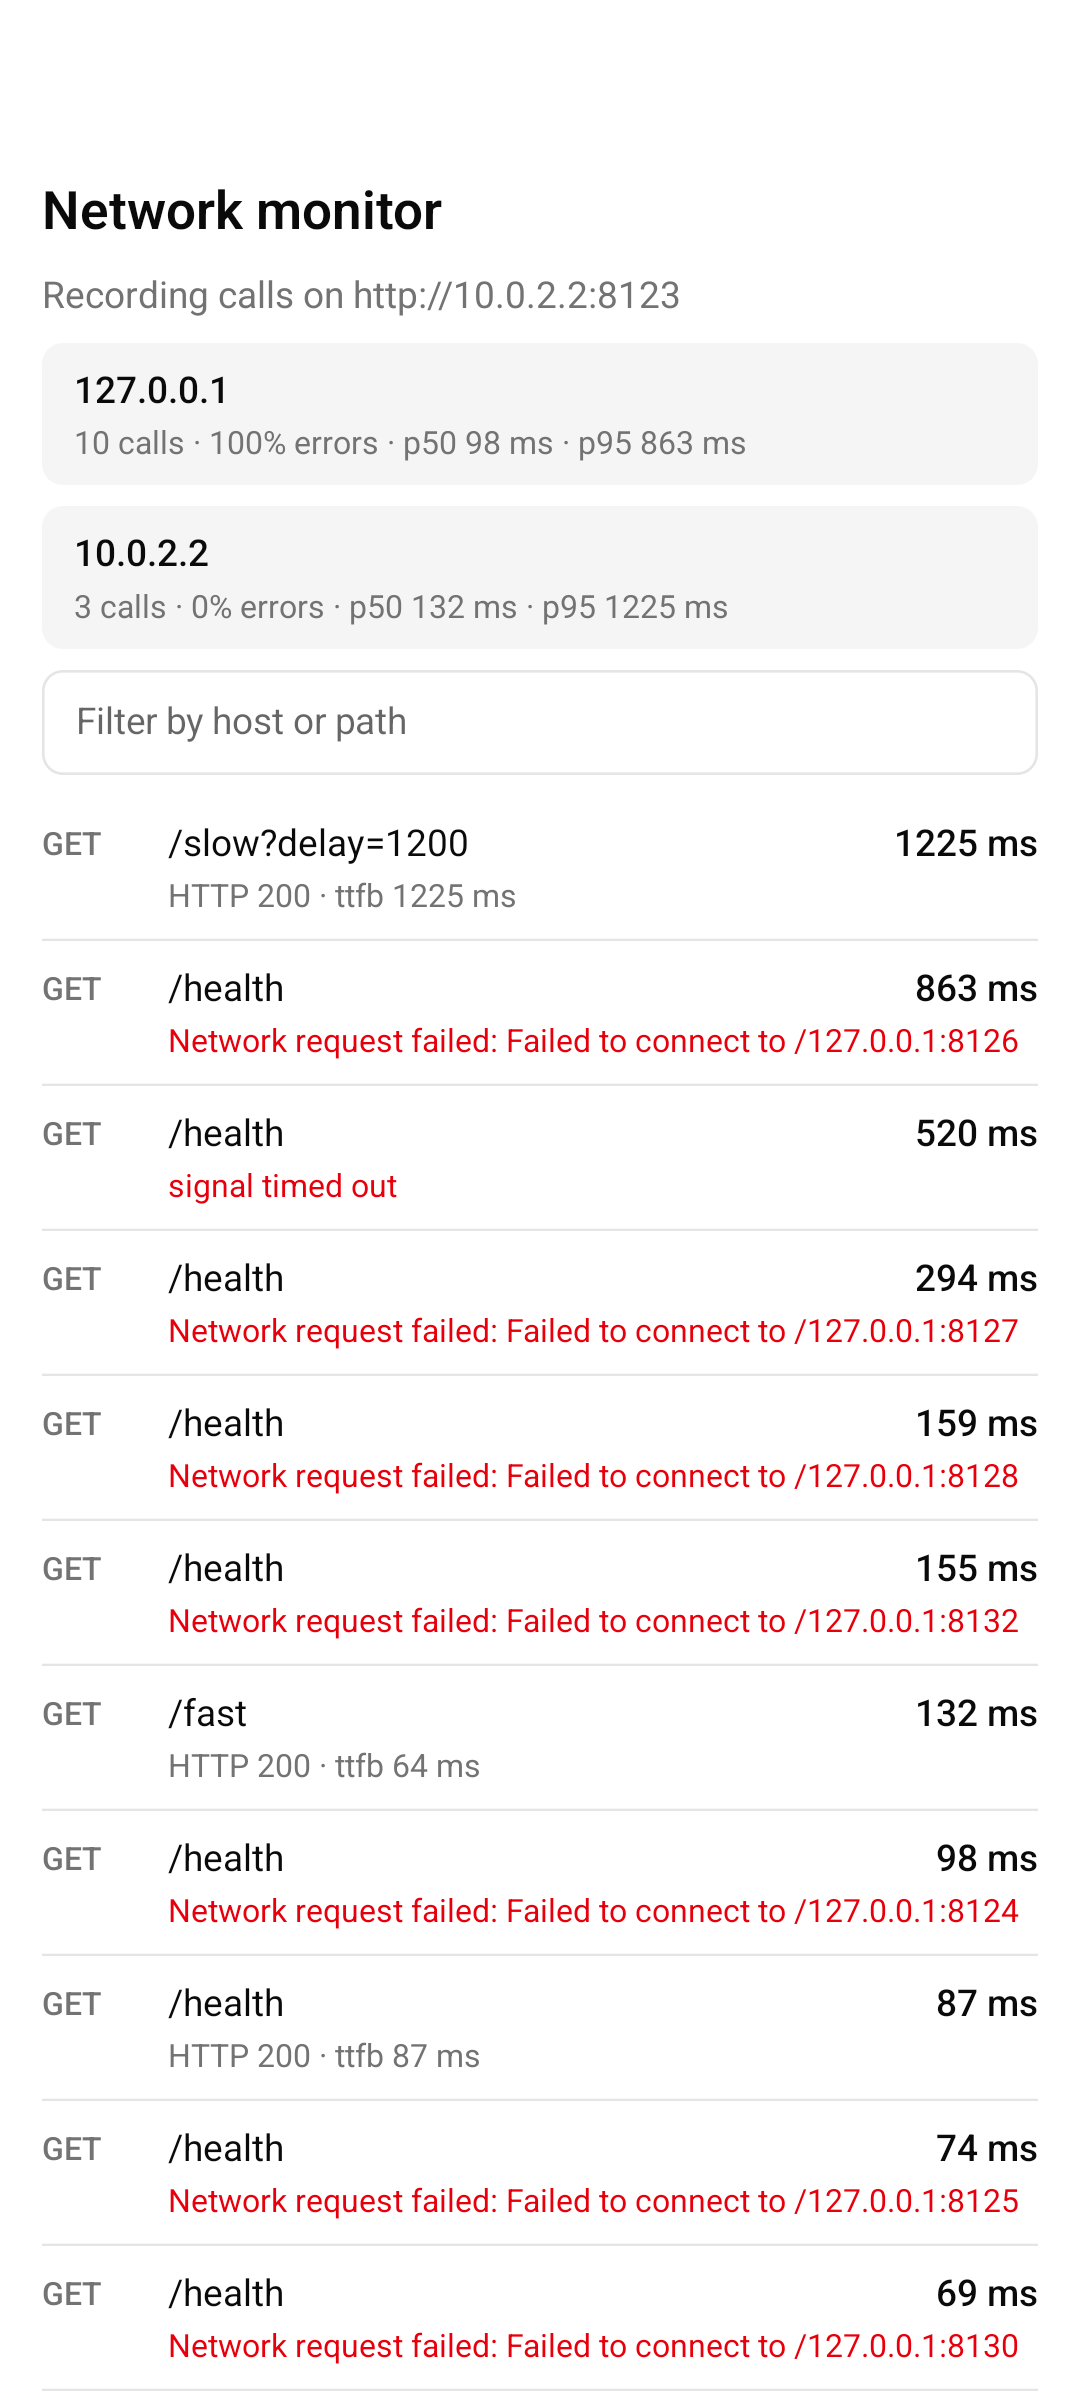 Network monitor
Recording calls on http://10.0.2.2:8123
127.0.0.1
10 calls · 100% errors · p50 98 ms · p95 863 ms
10.0.2.2
3 calls · 0% errors · p50 132 ms · p95 1225 ms
Filter by host or path
GET /slow?delay=1200 1225 ms
HTTP 200 · ttfb 1225 ms
GET /health 863 ms
Network request failed: Failed to connect to /127.0.0.1:8126
GET /health 520 ms
signal timed out
GET /health 294 ms
Network request failed: Failed to connect to /127.0.0.1:8127
GET /health 159 ms
Network request failed: Failed to connect to /127.0.0.1:8128
GET /health 155 ms
Network request failed: Failed to connect to /127.0.0.1:8132
GET /fast 132 ms
HTTP 200 · ttfb 64 ms
GET /health 98 ms
Network request failed: Failed to connect to /127.0.0.1:8124
GET /health 87 ms
HTTP 200 · ttfb 87 ms
GET /health 74 ms
Network request failed: Failed to connect to /127.0.0.1:8125
GET /health 69 ms
Network request failed: Failed to connect to /127.0.0.1:8130